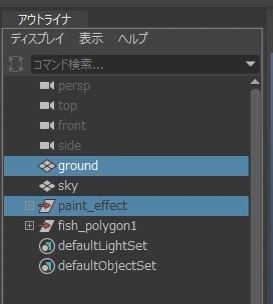 アウトライナ
ディスプレイ 表示 ヘルプ
コマンド検索...
persp
top
front
side
ground
sky
paint_effect
fish_polygon1
defaultLightSet
defaultObjectSet